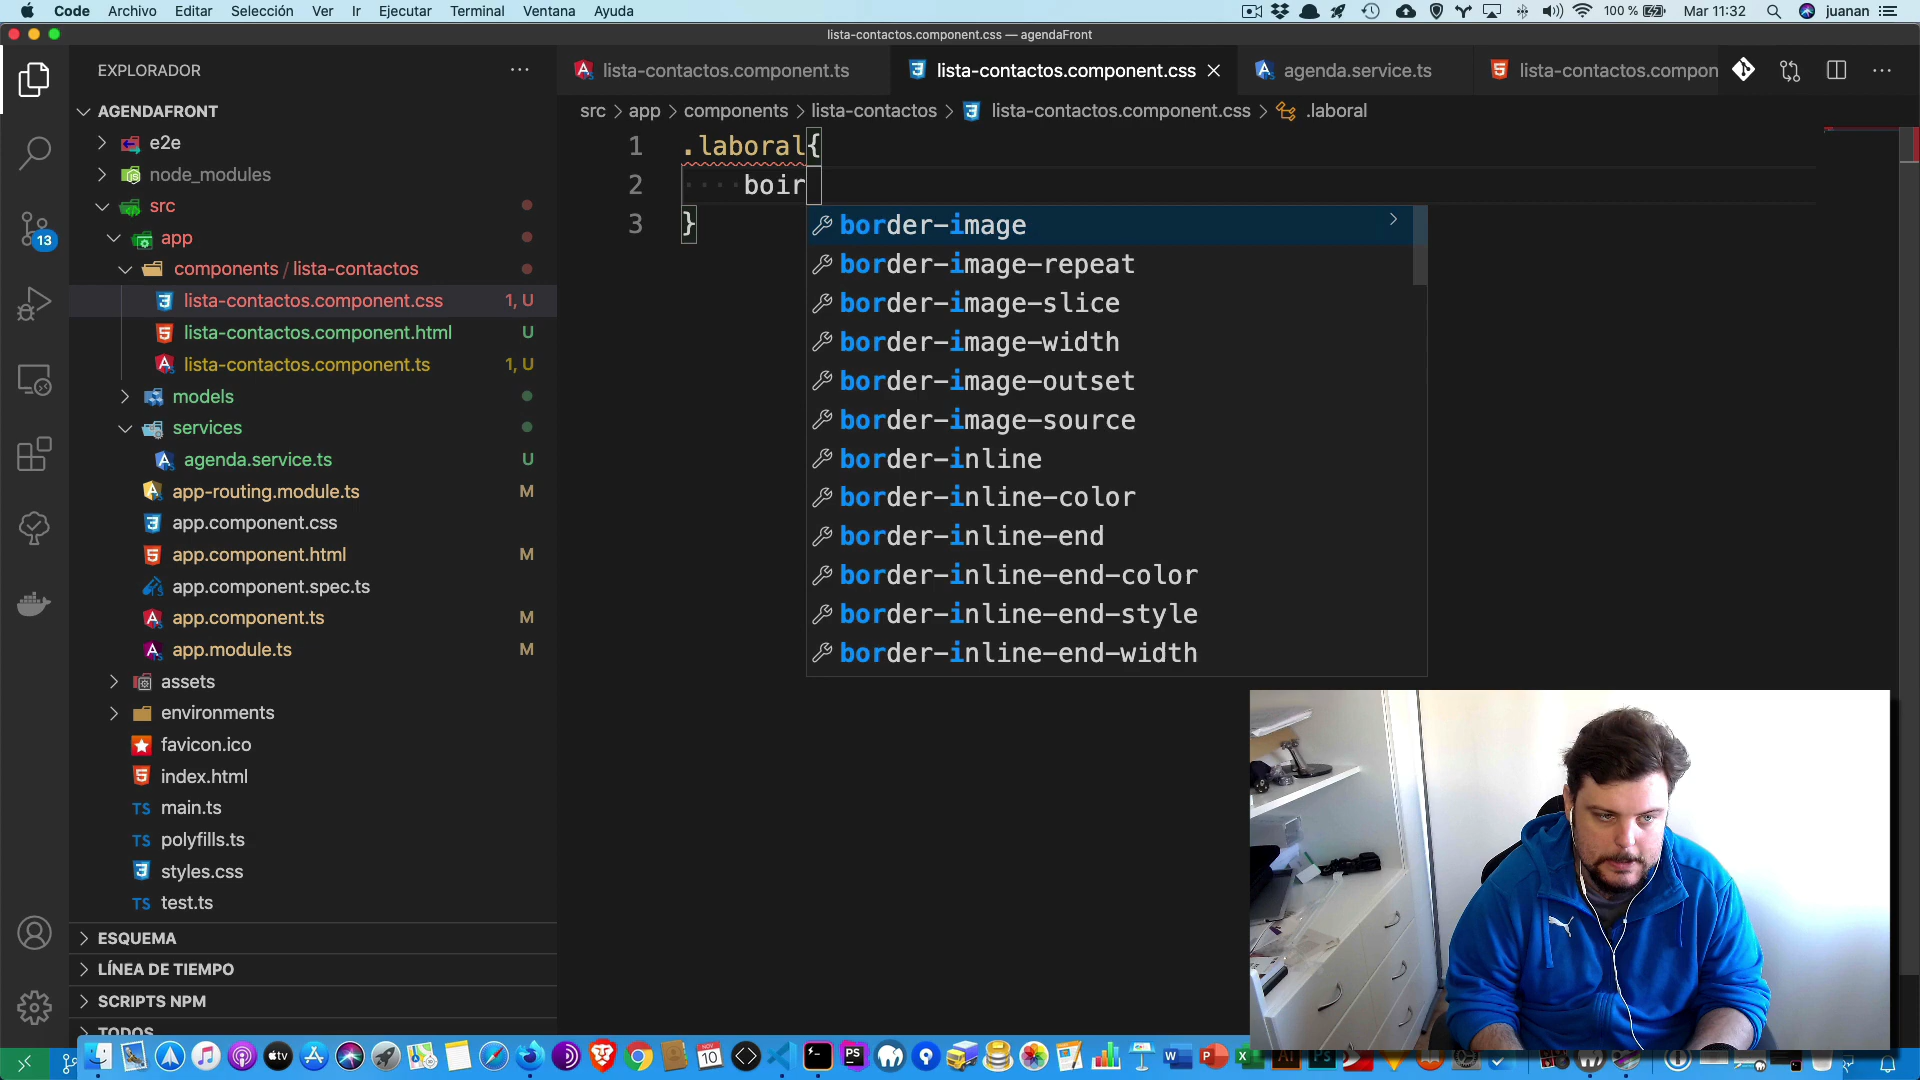 Code Archivo Editar Selección Ver Ir Ejecutar Terminal Ventana Ayuda 100 % Mar 11:32 juanan
lista-contactos.component.css — agendaFront
EXPLORADOR
lista-contactos.component.ts
lista-contactos.component.css
agenda.service.ts
lista-contactos.compon
src > app > components > lista-contactos > lista-contactos.component.css > .laboral
AGENDAFRONT
e2e
node_modules
src
app
components / lista-contactos
lista-contactos.component.css 1, U
lista-contactos.component.html U
lista-contactos.component.ts 1, U
models
services
agenda.service.ts U
app-routing.module.ts M
app.component.css
app.component.html M
app.component.spec.ts
app.component.ts M
app.module.ts M
assets
environments
favicon.ico
index.html
TS main.ts
TS polyfills.ts
styles.css
TS test.ts
ESQUEMA
LÍNEA DE TIEMPO
SCRIPTS NPM
TODOS
13
1 .laboral{
2 boir
3 }
border-image
border-image-repeat
border-image-slice
border-image-width
border-image-outset
border-image-source
border-inline
border-inline-color
border-inline-end
border-inline-end-color
border-inline-end-style
border-inline-end-width